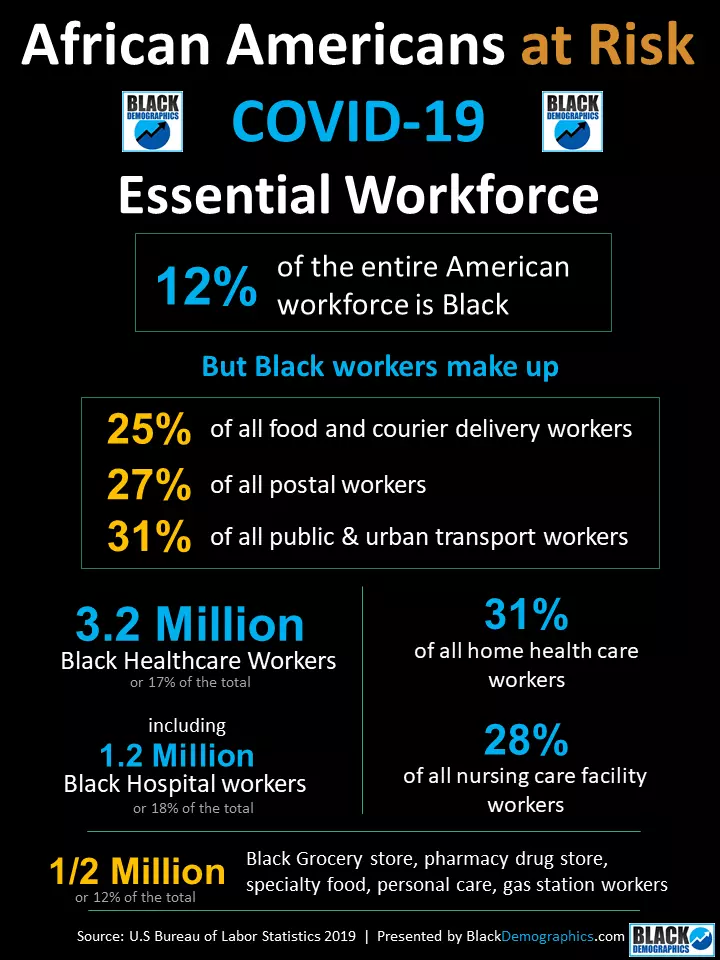 African Americans at Risk
BLACK
DEMOGRAPHICS
COVID-19
BLACK
DEMOGRAPHICS
Essential Workforce
12%
of the entire American
workforce is Black
But Black workers make up
25% of all food and courier delivery workers
27% of all postal workers
31% of all public & urban transport workers
3.2 Million
Black Healthcare Workers
or 17% of the total
including
1.2 Million
Black Hospital workers
or 18% of the total
31%
of all home health care
workers
28%
of all nursing care facility
workers
1/2 Million
or 12% of the total
Black Grocery store, pharmacy drug store,
specialty food, personal care, gas station workers
Source: U.S Bureau of Labor Statistics 2019 | Presented by BlackDemographics.com
BLACK
DEMOGRAPHICS